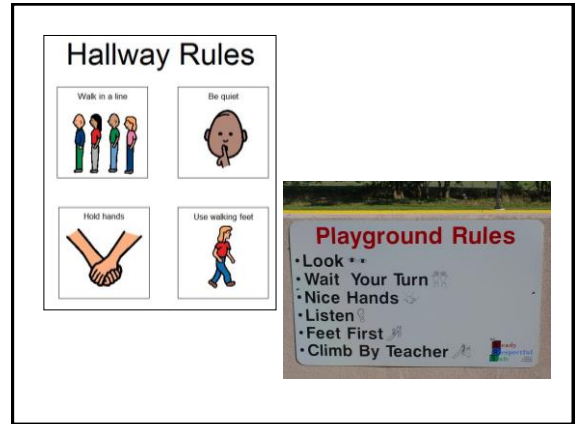 Hallway Rules
Walk in a line
Be quiet
Hold hands
Use walking feet
Playground Rules
•Look
•Wait Your Turn
•Nice Hands
•Listen
•Feet First
•Climb By Teacher